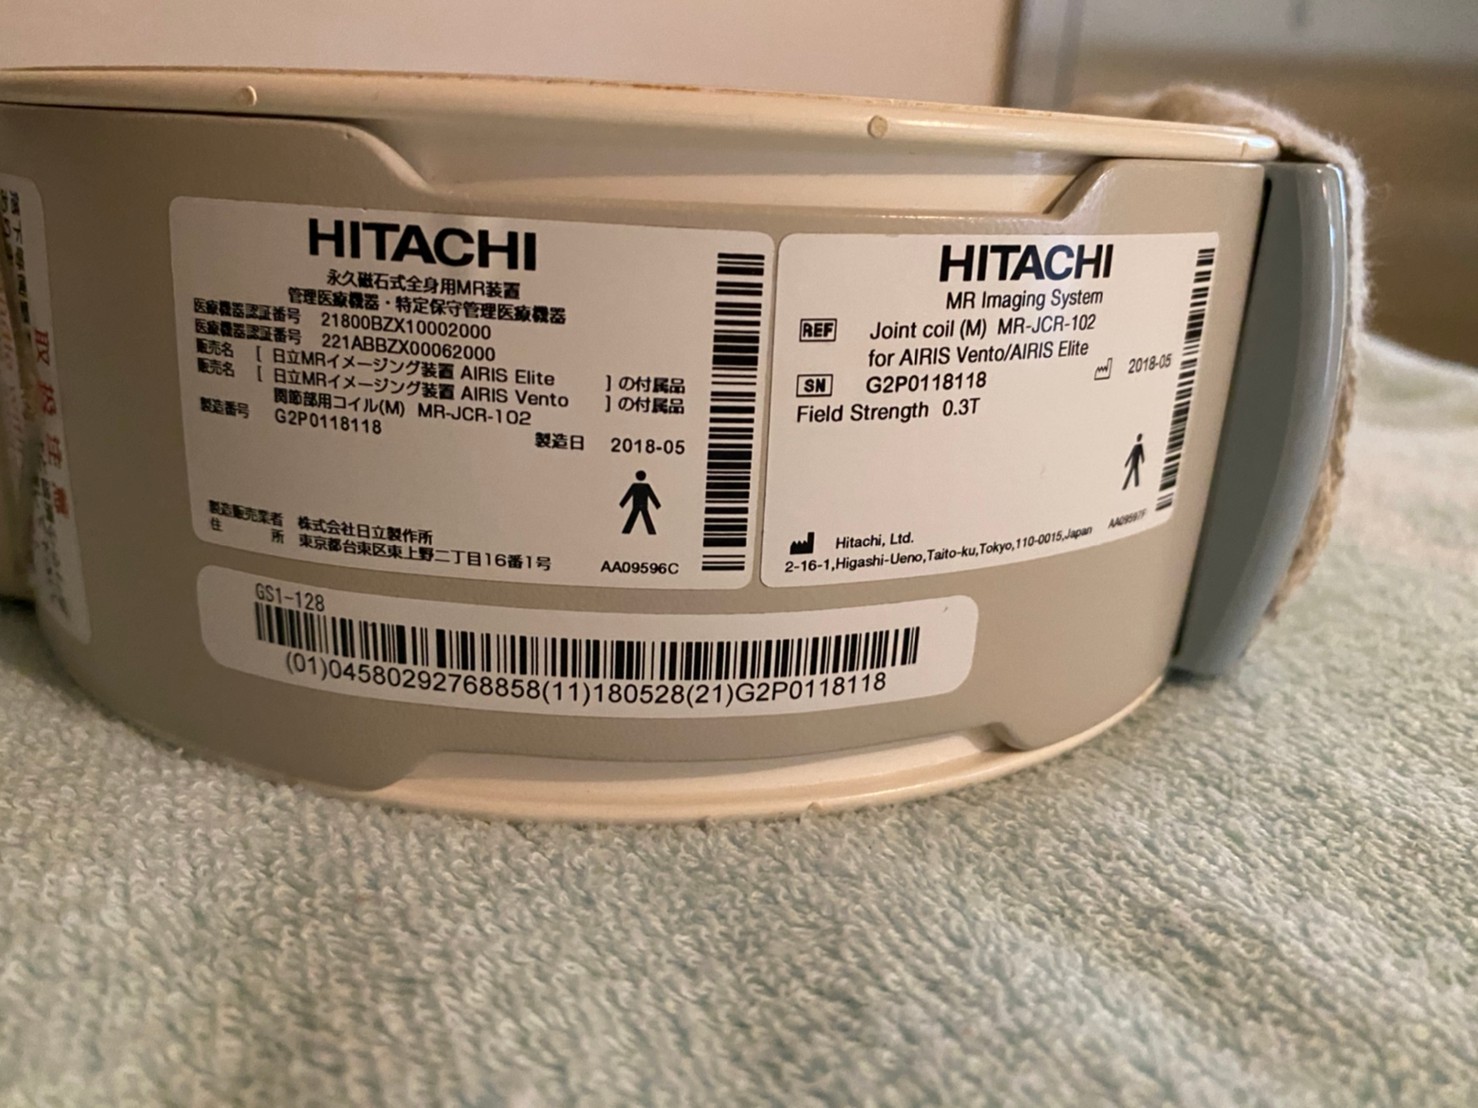 HITACHI
永久磁石式全身用MR装置
管理医療機器・特定保守管理医療機器
医療機器認証番号 21800BZX10002000
医療機器認証番号 221ABBZX00062000
販売名 [ 日立MRイメージング装置 AIRIS Elite ] の付属品
販売名 [ 日立MRイメージング装置 AIRIS Vento ] の付属品
関節部用コイル(M) MR-JCR-102
製造番号 G2P0118118
製造日 2018-05
製造販売業者 株式会社日立製作所
住 所 東京都台東区東上野二丁目16番1号
AA09596C
HITACHI
MR Imaging System
REF Joint coil (M) MR-JCR-102
for AIRIS Vento/AIRIS Elite
2018-05
SN G2P0118118
Field Strength 0.3T
Hitachi, Ltd.
2-16-1,Higashi-Ueno,Taito-ku,Tokyo,110-0015,Japan
GS1-128
(01)04580292768858(11)180528(21)G2P0118118